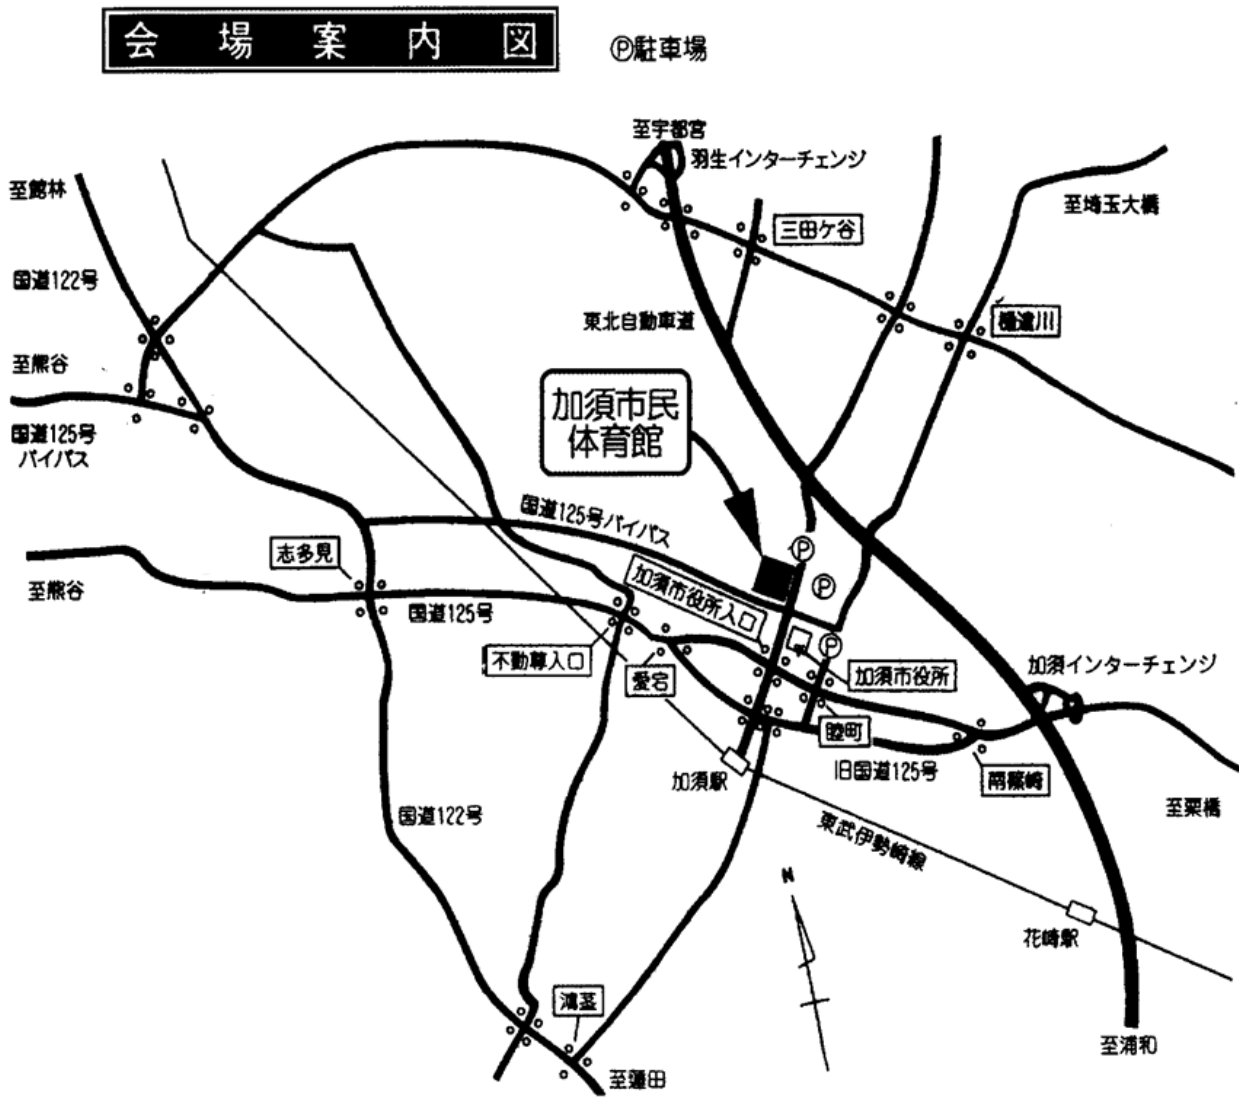 会場案内図
Ⓟ駐車場
至宇都宮
羽生インターチェンジ
至館林
至埼玉大橋
三田ケ谷
国道122号
東北自動車道
樋遣川
至熊谷
加須市民
体育館
国道125号
バイパス
国道125号バイパス
志多見
Ⓟ
加須市役所入口
Ⓟ
至熊谷
国道125号
Ⓟ
不動尊入口
愛宕
加須市役所
加須インターチェンジ
睦町
加須駅
旧国道125号
南篠崎
至栗橋
国道122号
東武伊勢崎線
N
花崎駅
鴻茎
至浦和
至蓮田